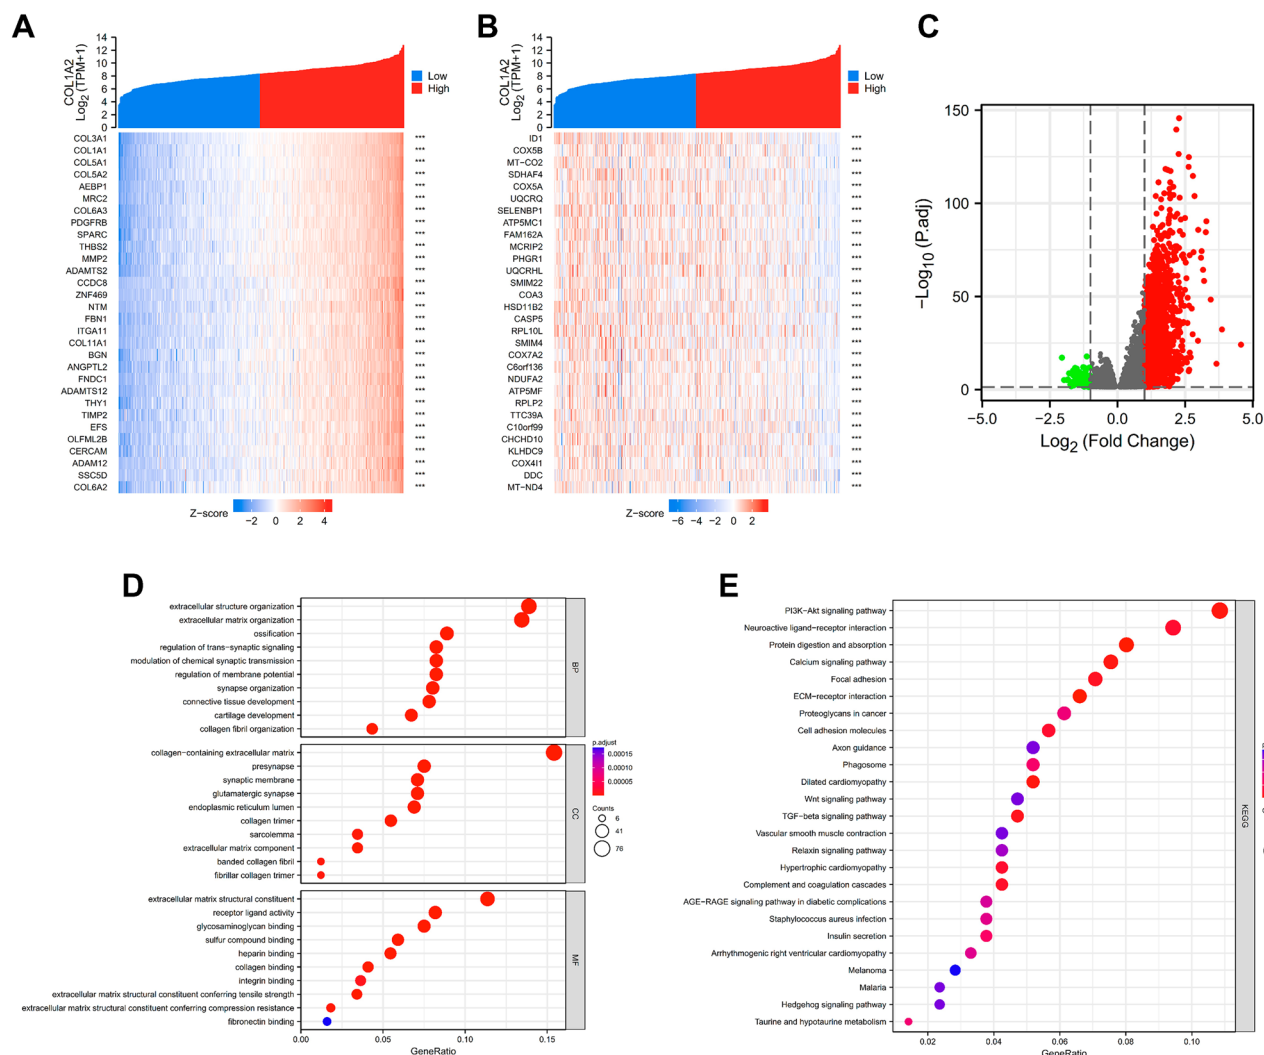 A
COL1A2
Log2 (TPM+1)
14
12
10
8
6
4
2
0
Low
High
COL3A1 ***
COL1A1 ***
COL5A1 ***
COL5A2 ***
AEBP1 ***
MRC2 ***
COL6A3 ***
PDGFRB ***
SPARC ***
THBS2 ***
MMP2 ***
ADAMTS2 ***
CCDC8 ***
ZNF469 ***
NTM ***
FBN1 ***
ITGA11 ***
COL11A1 ***
BGN ***
ANGPTL2 ***
FNDC1 ***
ADAMTS12 ***
THY1 ***
TIMP2 ***
EFS ***
OLFML2B ***
CERCAM ***
ADAM12 ***
SSC5D ***
COL6A2 ***
Z-score
−2 0 2 4
B
COL1A2
Log2 (TPM+1)
14
12
10
8
6
4
2
0
Low
High
ID1 ***
COX5B ***
MT−CO2 ***
SDHAF4 ***
COX5A ***
UQCRQ ***
SELENBP1 ***
ATP5MC1 ***
FAM162A ***
MCRIP2 ***
PHGR1 ***
UQCRHL ***
SMIM22 ***
COA3 ***
HSD11B2 ***
CASP5 ***
RPL10L ***
SMIM4 ***
COX7A2 ***
C6orf136 ***
NDUFA2 ***
ATP5MF ***
RPLP2 ***
TTC39A ***
C10orf99 ***
CHCHD10 ***
KLHDC9 ***
COX4I1 ***
DDC ***
MT−ND4 ***
Z-score
−6 −4 −2 0 2
C
−Log10 (P.adj)
150
100
50
0
−5.0 −2.5 0.0 2.5 5.0
Log2 (Fold Change)
D
extracellular structure organization
extracellular matrix organization
ossification
regulation of trans−synaptic signaling
modulation of chemical synaptic transmission
regulation of membrane potential
synapse organization
connective tissue development
cartilage development
collagen fibril organization
BP
collagen−containing extracellular matrix
presynapse
synaptic membrane
glutamatergic synapse
endoplasmic reticulum lumen
collagen trimer
sarcolemma
extracellular matrix component
banded collagen fibril
fibrillar collagen trimer
CC
extracellular matrix structural constituent
receptor ligand activity
glycosaminoglycan binding
sulfur compound binding
heparin binding
collagen binding
integrin binding
extracellular matrix structural constituent conferring tensile strength
extracellular matrix structural constituent conferring compression resistance
fibronectin binding
MF
0.00 0.05 0.10 0.15
GeneRatio
p.adjust
0.00015
0.00010
0.00005
Counts
6
41
76
E
PI3K−Akt signaling pathway
Neuroactive ligand−receptor interaction
Protein digestion and absorption
Calcium signaling pathway
Focal adhesion
ECM−receptor interaction
Proteoglycans in cancer
Cell adhesion molecules
Axon guidance
Phagosome
Dilated cardiomyopathy
Wnt signaling pathway
TGF−beta signaling pathway
Vascular smooth muscle contraction
Relaxin signaling pathway
Hypertrophic cardiomyopathy
Complement and coagulation cascades
AGE−RAGE signaling pathway in diabetic complications
Staphylococcus aureus infection
Insulin secretion
Arrhythmogenic right ventricular cardiomyopathy
Melanoma
Malaria
Hedgehog signaling pathway
Taurine and hypotaurine metabolism
KEGG
0.02 0.04 0.06 0.08 0.10
GeneRatio